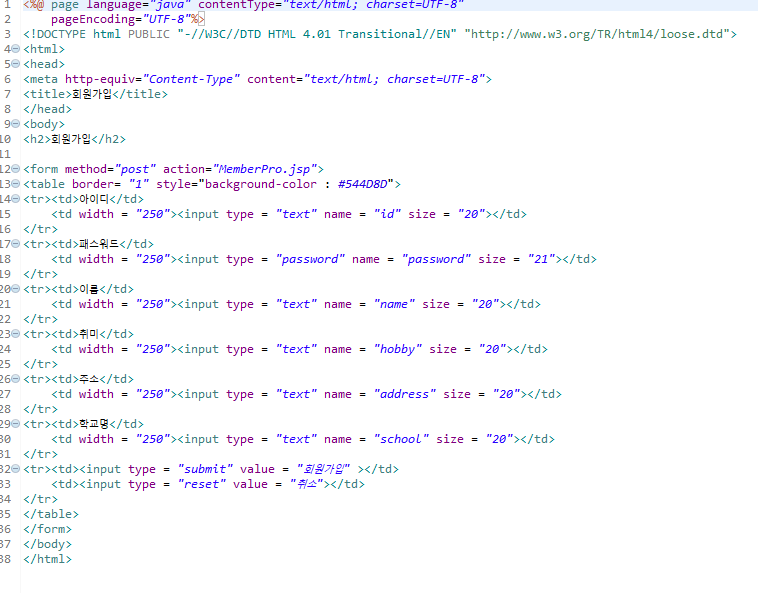 1 <%@ page language="java" contentType="text/html; charset=UTF-8"
2     pageEncoding="UTF-8"%>
3 <!DOCTYPE html PUBLIC "-//W3C//DTD HTML 4.01 Transitional//EN" "http://www.w3.org/TR/html4/loose.dtd">
4 <html>
5 <head>
6 <meta http-equiv="Content-Type" content="text/html; charset=UTF-8">
7 <title>회원가입</title>
8 </head>
9 <body>
10 <h2>회원가입</h2>
11
12 <form method="post" action="MemberPro.jsp">
13 <table border= "1" style="background-color : #544D8D">
14 <tr><td>아이디</td>
15     <td width = "250"><input type = "text" name = "id" size = "20"></td>
16 </tr>
17 <tr><td>패스워드</td>
18     <td width = "250"><input type = "password" name = "password" size = "21"></td>
19 </tr>
20 <tr><td>이름</td>
21     <td width = "250"><input type = "text" name = "name" size = "20"></td>
22 </tr>
23 <tr><td>취미</td>
24     <td width = "250"><input type = "text" name = "hobby" size = "20"></td>
25 </tr>
26 <tr><td>주소</td>
27     <td width = "250"><input type = "text" name = "address" size = "20"></td>
28 </tr>
29 <tr><td>학교명</td>
30     <td width = "250"><input type = "text" name = "school" size = "20"></td>
31 </tr>
32 <tr><td><input type = "submit" value = "회원가입" ></td>
33     <td><input type = "reset" value = "취소"></td>
34 </tr>
35 </table>
36 </form>
37 </body>
38 </html>